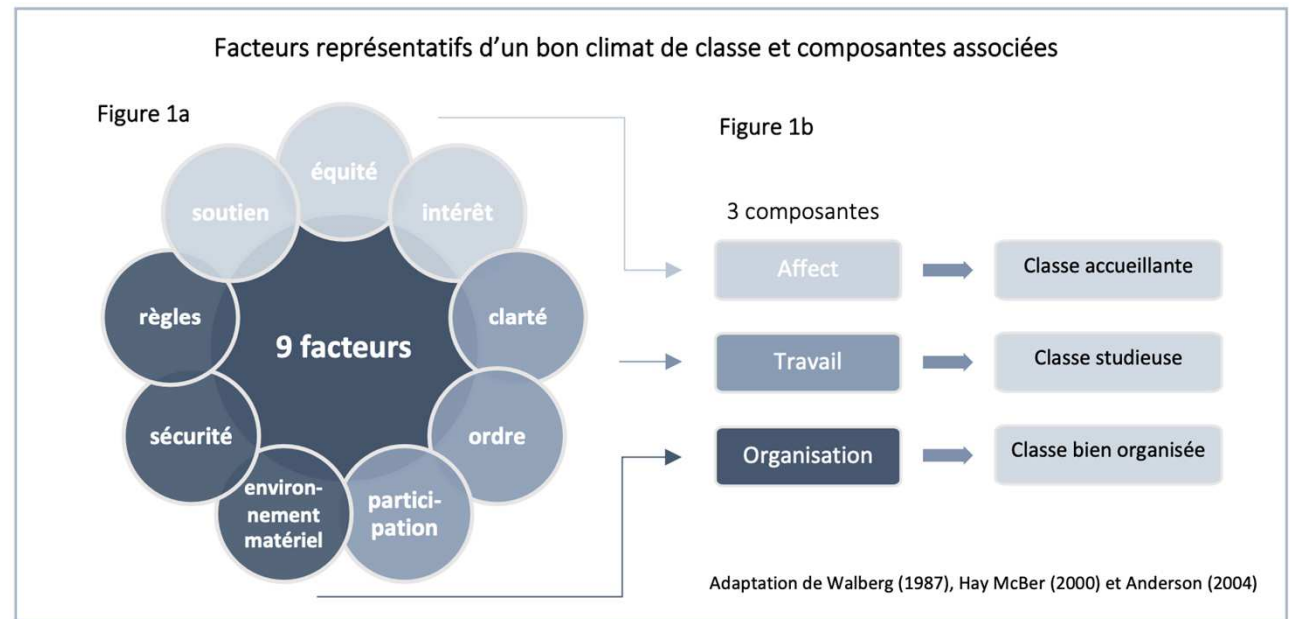 Facteurs représentatifs d’un bon climat de classe et composantes associées
Figure 1a
équité
soutien
intérêt
règles
clarté
9 facteurs
sécurité
ordre
environ-
nement
matériel
partici-
pation
Figure 1b
3 composantes
Affect
Classe accueillante
Travail
Classe studieuse
Organisation
Classe bien organisée
Adaptation de Walberg (1987), Hay McBer (2000) et Anderson (2004)